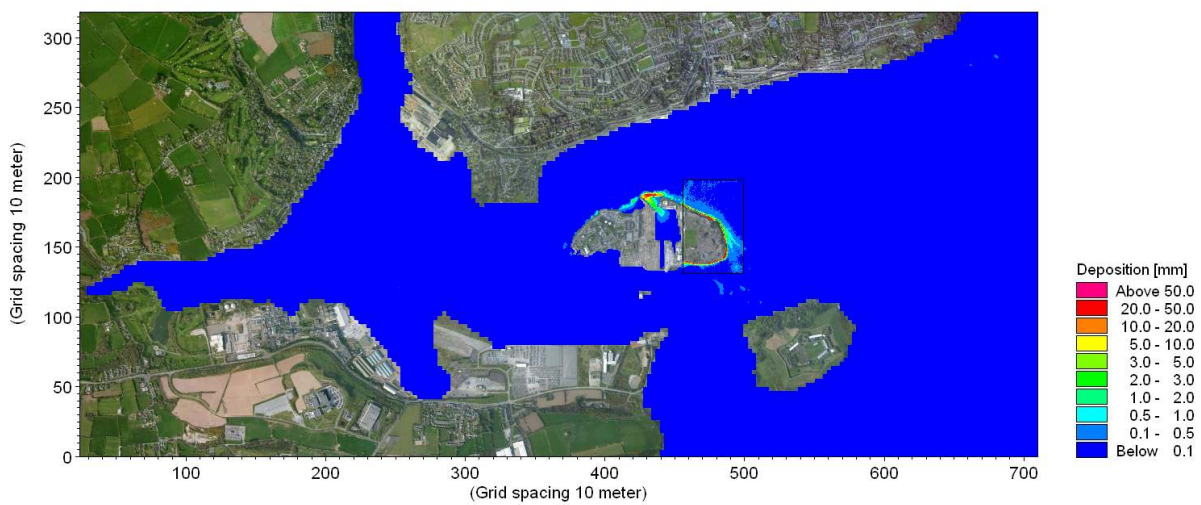 300
250
200
150
100
50
0
(Grid spacing 10 meter)
100
200
300
400
500
600
700
(Grid spacing 10 meter)
Deposition [mm]
Above 50.0
20.0 - 50.0
10.0 - 20.0
5.0 - 10.0
3.0 - 5.0
2.0 - 3.0
1.0 - 2.0
0.5 - 1.0
0.1 - 0.5
Below 0.1